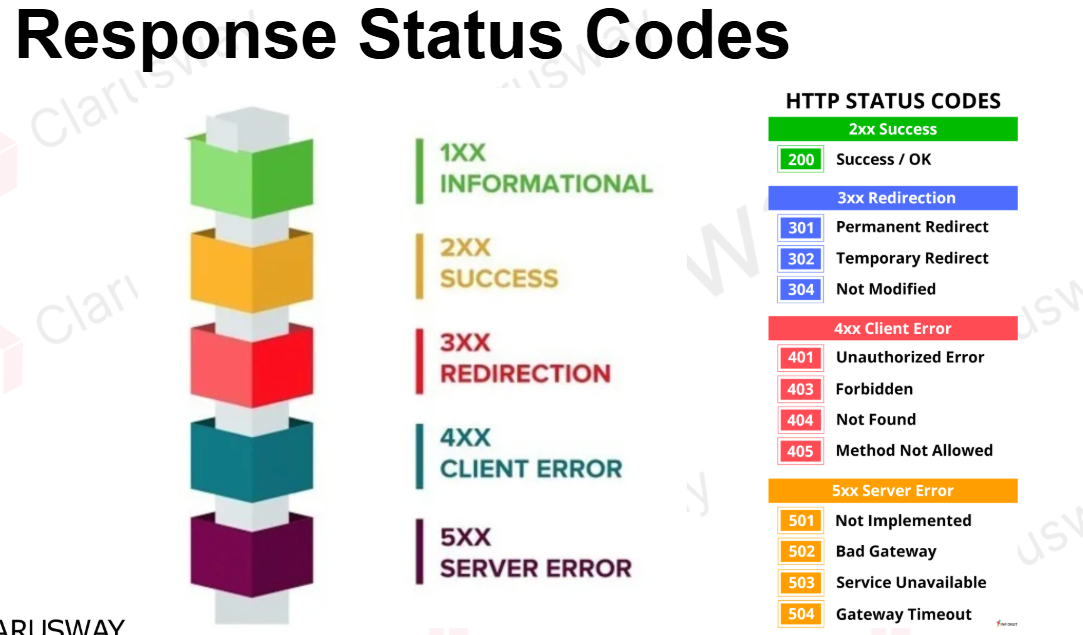 Response Status Codes
1XX
INFORMATIONAL
2XX
SUCCESS
3XX
REDIRECTION
4XX
CLIENT ERROR
5XX
SERVER ERROR
HTTP STATUS CODES
2xx Success
200 Success / OK
3xx Redirection
301 Permanent Redirect
302 Temporary Redirect
304 Not Modified
4xx Client Error
401 Unauthorized Error
403 Forbidden
404 Not Found
405 Method Not Allowed
5xx Server Error
501 Not Implemented
502 Bad Gateway
503 Service Unavailable
504 Gateway Timeout
ARUSWAY
Clarusway